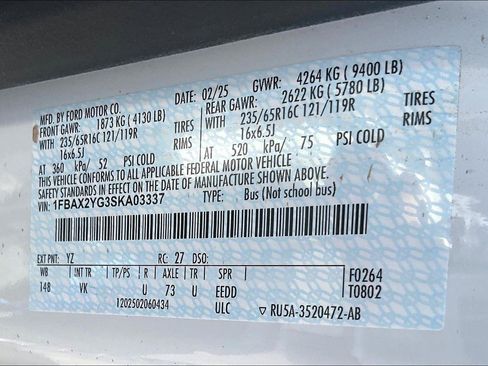 MFD. BY FORD MOTOR CO.
DATE: 02/25 GVWR: 4264 KG ( 9400 LB)
FRONT GAWR: 1873 KG ( 4130 LB) REAR GAWR: 2622 KG ( 5780 LB)
WITH 235/65R16C 121/119R TIRES WITH 235/65R16C 121/119R TIRES
16x6.5J RIMS 16x6.5J RIMS
AT 360 kPa/ 52 PSI COLD AT 520 kPa/ 75 PSI COLD
THIS VEHICLE CONFORMS TO ALL APPLICABLE FEDERAL MOTOR VEHICLE
SAFETY STANDARDS IN EFFECT ON THE DATE OF MANUFACTURE SHOWN ABOVE.
VIN: 1FBAX2YG3SKA03337 TYPE: Bus (Not school bus)
EXT PNT: YZ RC: 27 DSO:
WB INT TR TP/PS R AXLE TR SPR F0264
148 VK U 73 U EEDD T0802
1202502060434 ULC RU5A-3520472-AB